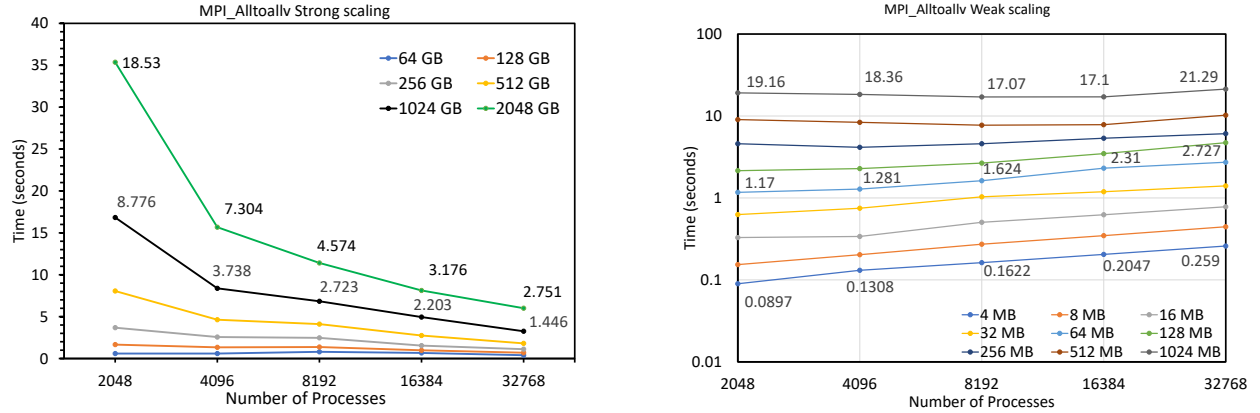 MPI_Alltoallv Strong scaling
40
35
30
25
20
15
10
5
0
Time (seconds)
64 GB
128 GB
256 GB
512 GB
1024 GB
2048 GB
18.53
7.304
4.574
3.176
2.751
8.776
3.738
2.723
2.203
1.446
2048 4096 8192 16384 32768
Number of Processes
MPI_Alltoallv Weak scaling
100
10
1
0.1
0.01
Time (seconds)
19.16 18.36 17.07 17.1 21.29
1.17 1.281 1.624 2.31 2.727
0.0897 0.1308 0.1622 0.2047 0.259
4 MB 8 MB 16 MB
32 MB 64 MB 128 MB
256 MB 512 MB 1024 MB
2048 4096 8192 16384 32768
Number of Processes